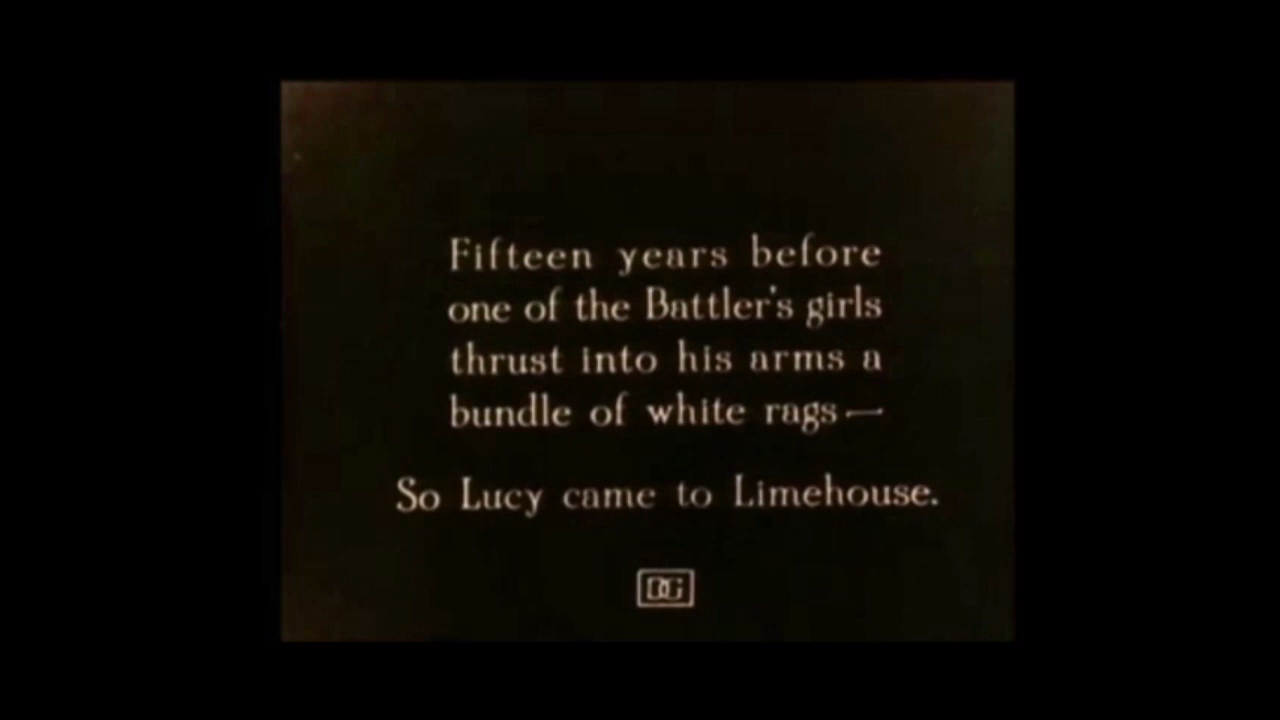 Fifteen years before
one of the Battler's girls
thrust into his arms a
bundle of white rags—
So Lucy came to Limehouse.
DG